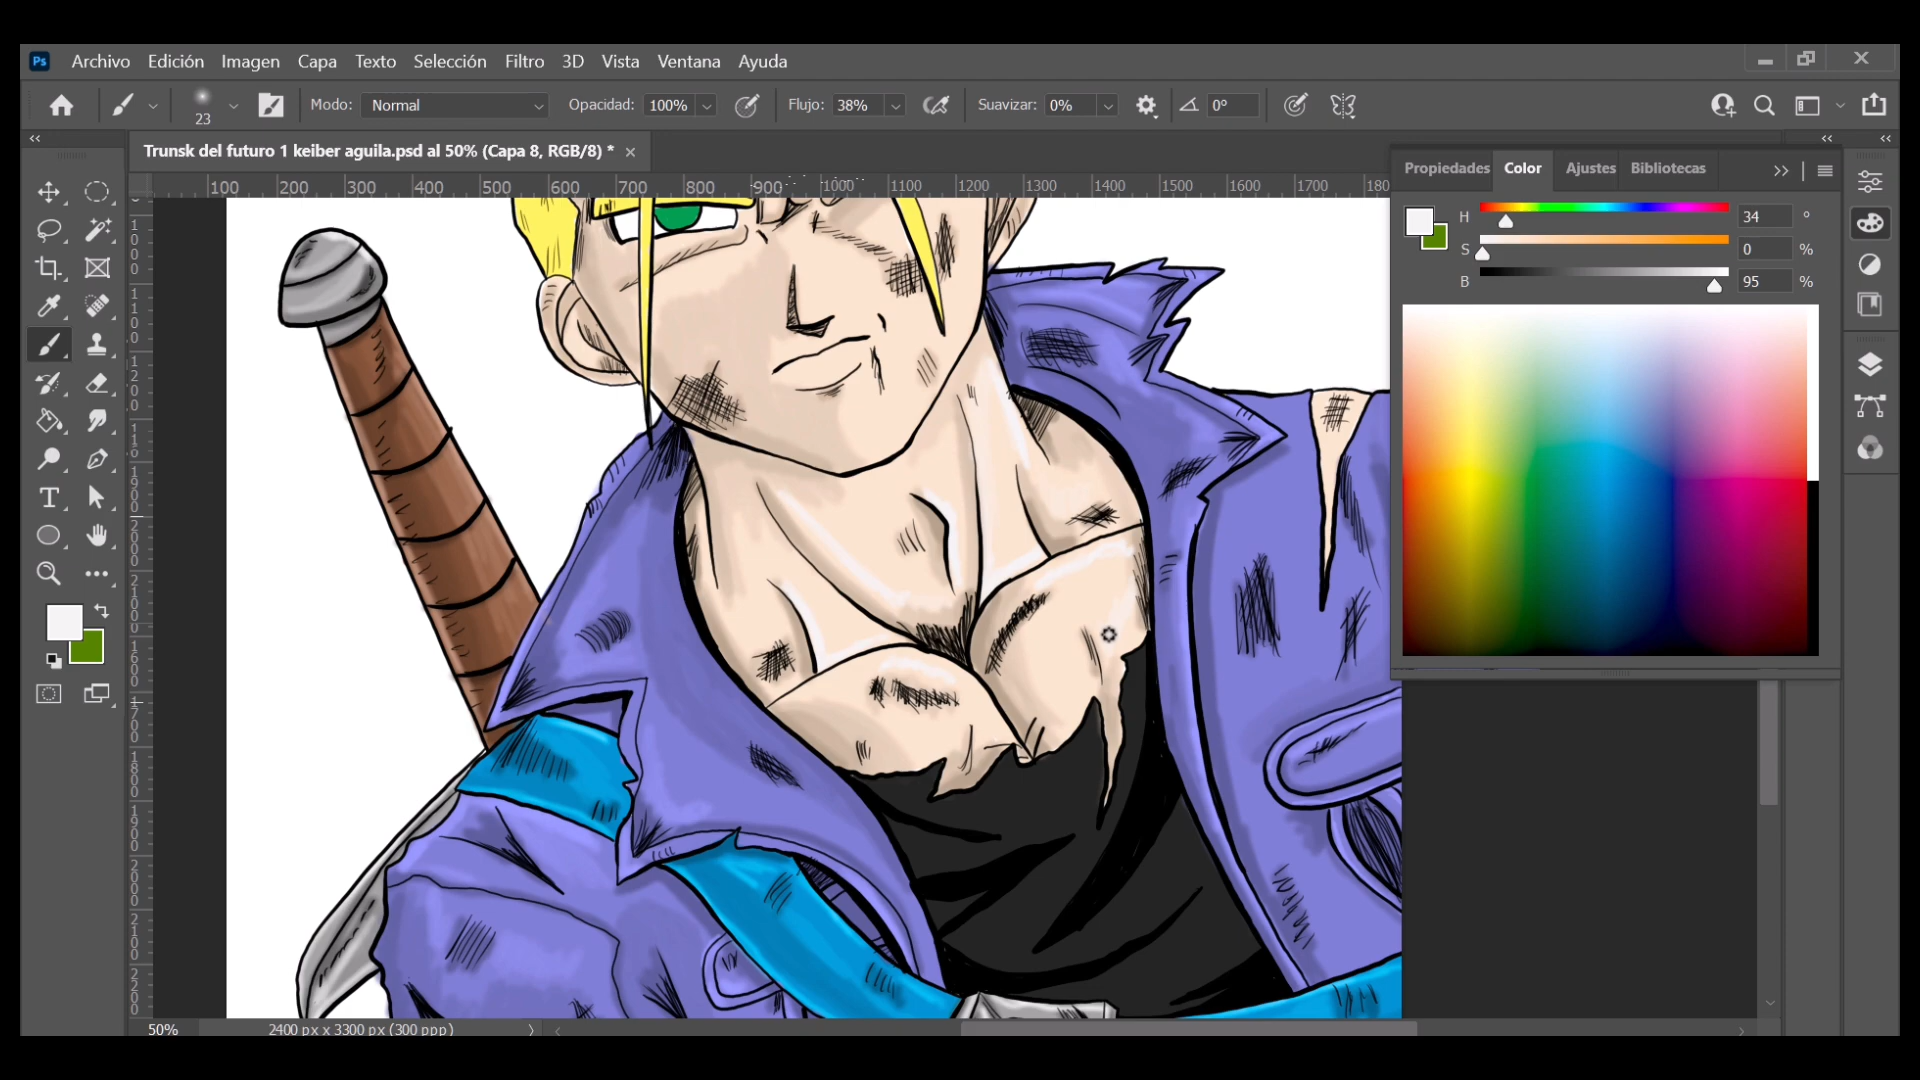 Ps Archivo Edición Imagen Capa Texto Selección Filtro 3D Vista Ventana Ayuda
23 Modo: Normal Opacidad: 100% Flujo: 38% Suavizar: 0% 0°
Trunsk del futuro 1 keiber aguila.psd al 50% (Capa 8, RGB/8) *
Propiedades Color Ajustes Bibliotecas
100 200 300 400 500 600 700 800 900 1000 1100 1200 1300 1400 1500 1600 1700 180
H 34 °
S 0 %
B 95 %
T
50% 2400 px x 3300 px (300 ppp)